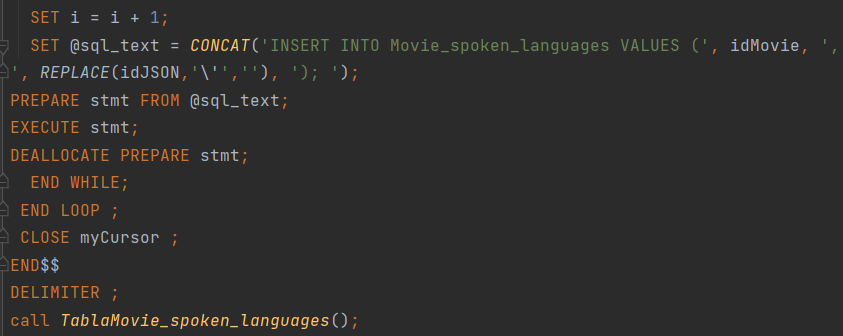 SET i = i + 1;
SET @sql_text = CONCAT('INSERT INTO Movie_spoken_languages VALUES (', idMovie, ',
', REPLACE(idJSON,'\'',''), '); ');
PREPARE stmt FROM @sql_text;
EXECUTE stmt;
DEALLOCATE PREPARE stmt;
END WHILE;
END LOOP ;
CLOSE myCursor ;
END$$
DELIMITER ;
call TablaMovie_spoken_languages();